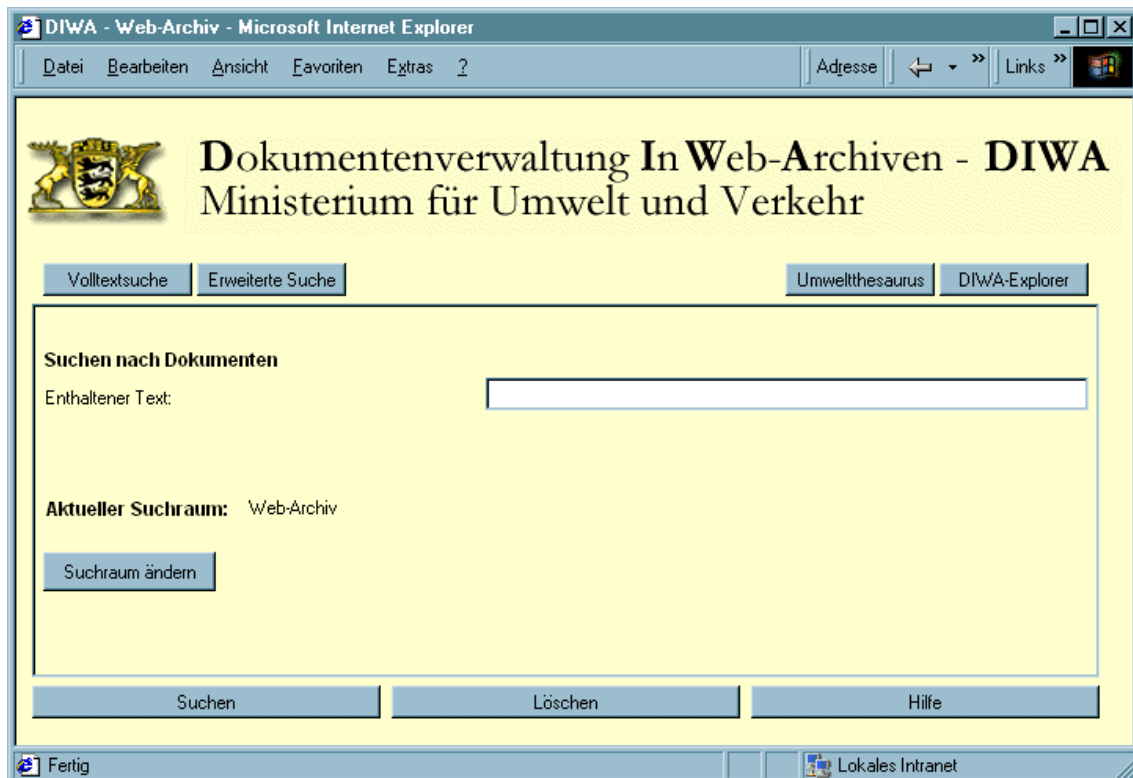 DIWA - Web-Archiv - Microsoft Internet Explorer
Datei Bearbeiten Ansicht Favoriten Extras ? Adresse » Links »
Dokumentenverwaltung In Web-Archiven - DIWA
Ministerium für Umwelt und Verkehr
Volltextsuche Erweiterte Suche Umweltthesaurus DIWA-Explorer
Suchen nach Dokumenten
Enthaltener Text:
Aktueller Suchraum: Web-Archiv
Suchraum ändern
Suchen Löschen Hilfe
Fertig Lokales Intranet